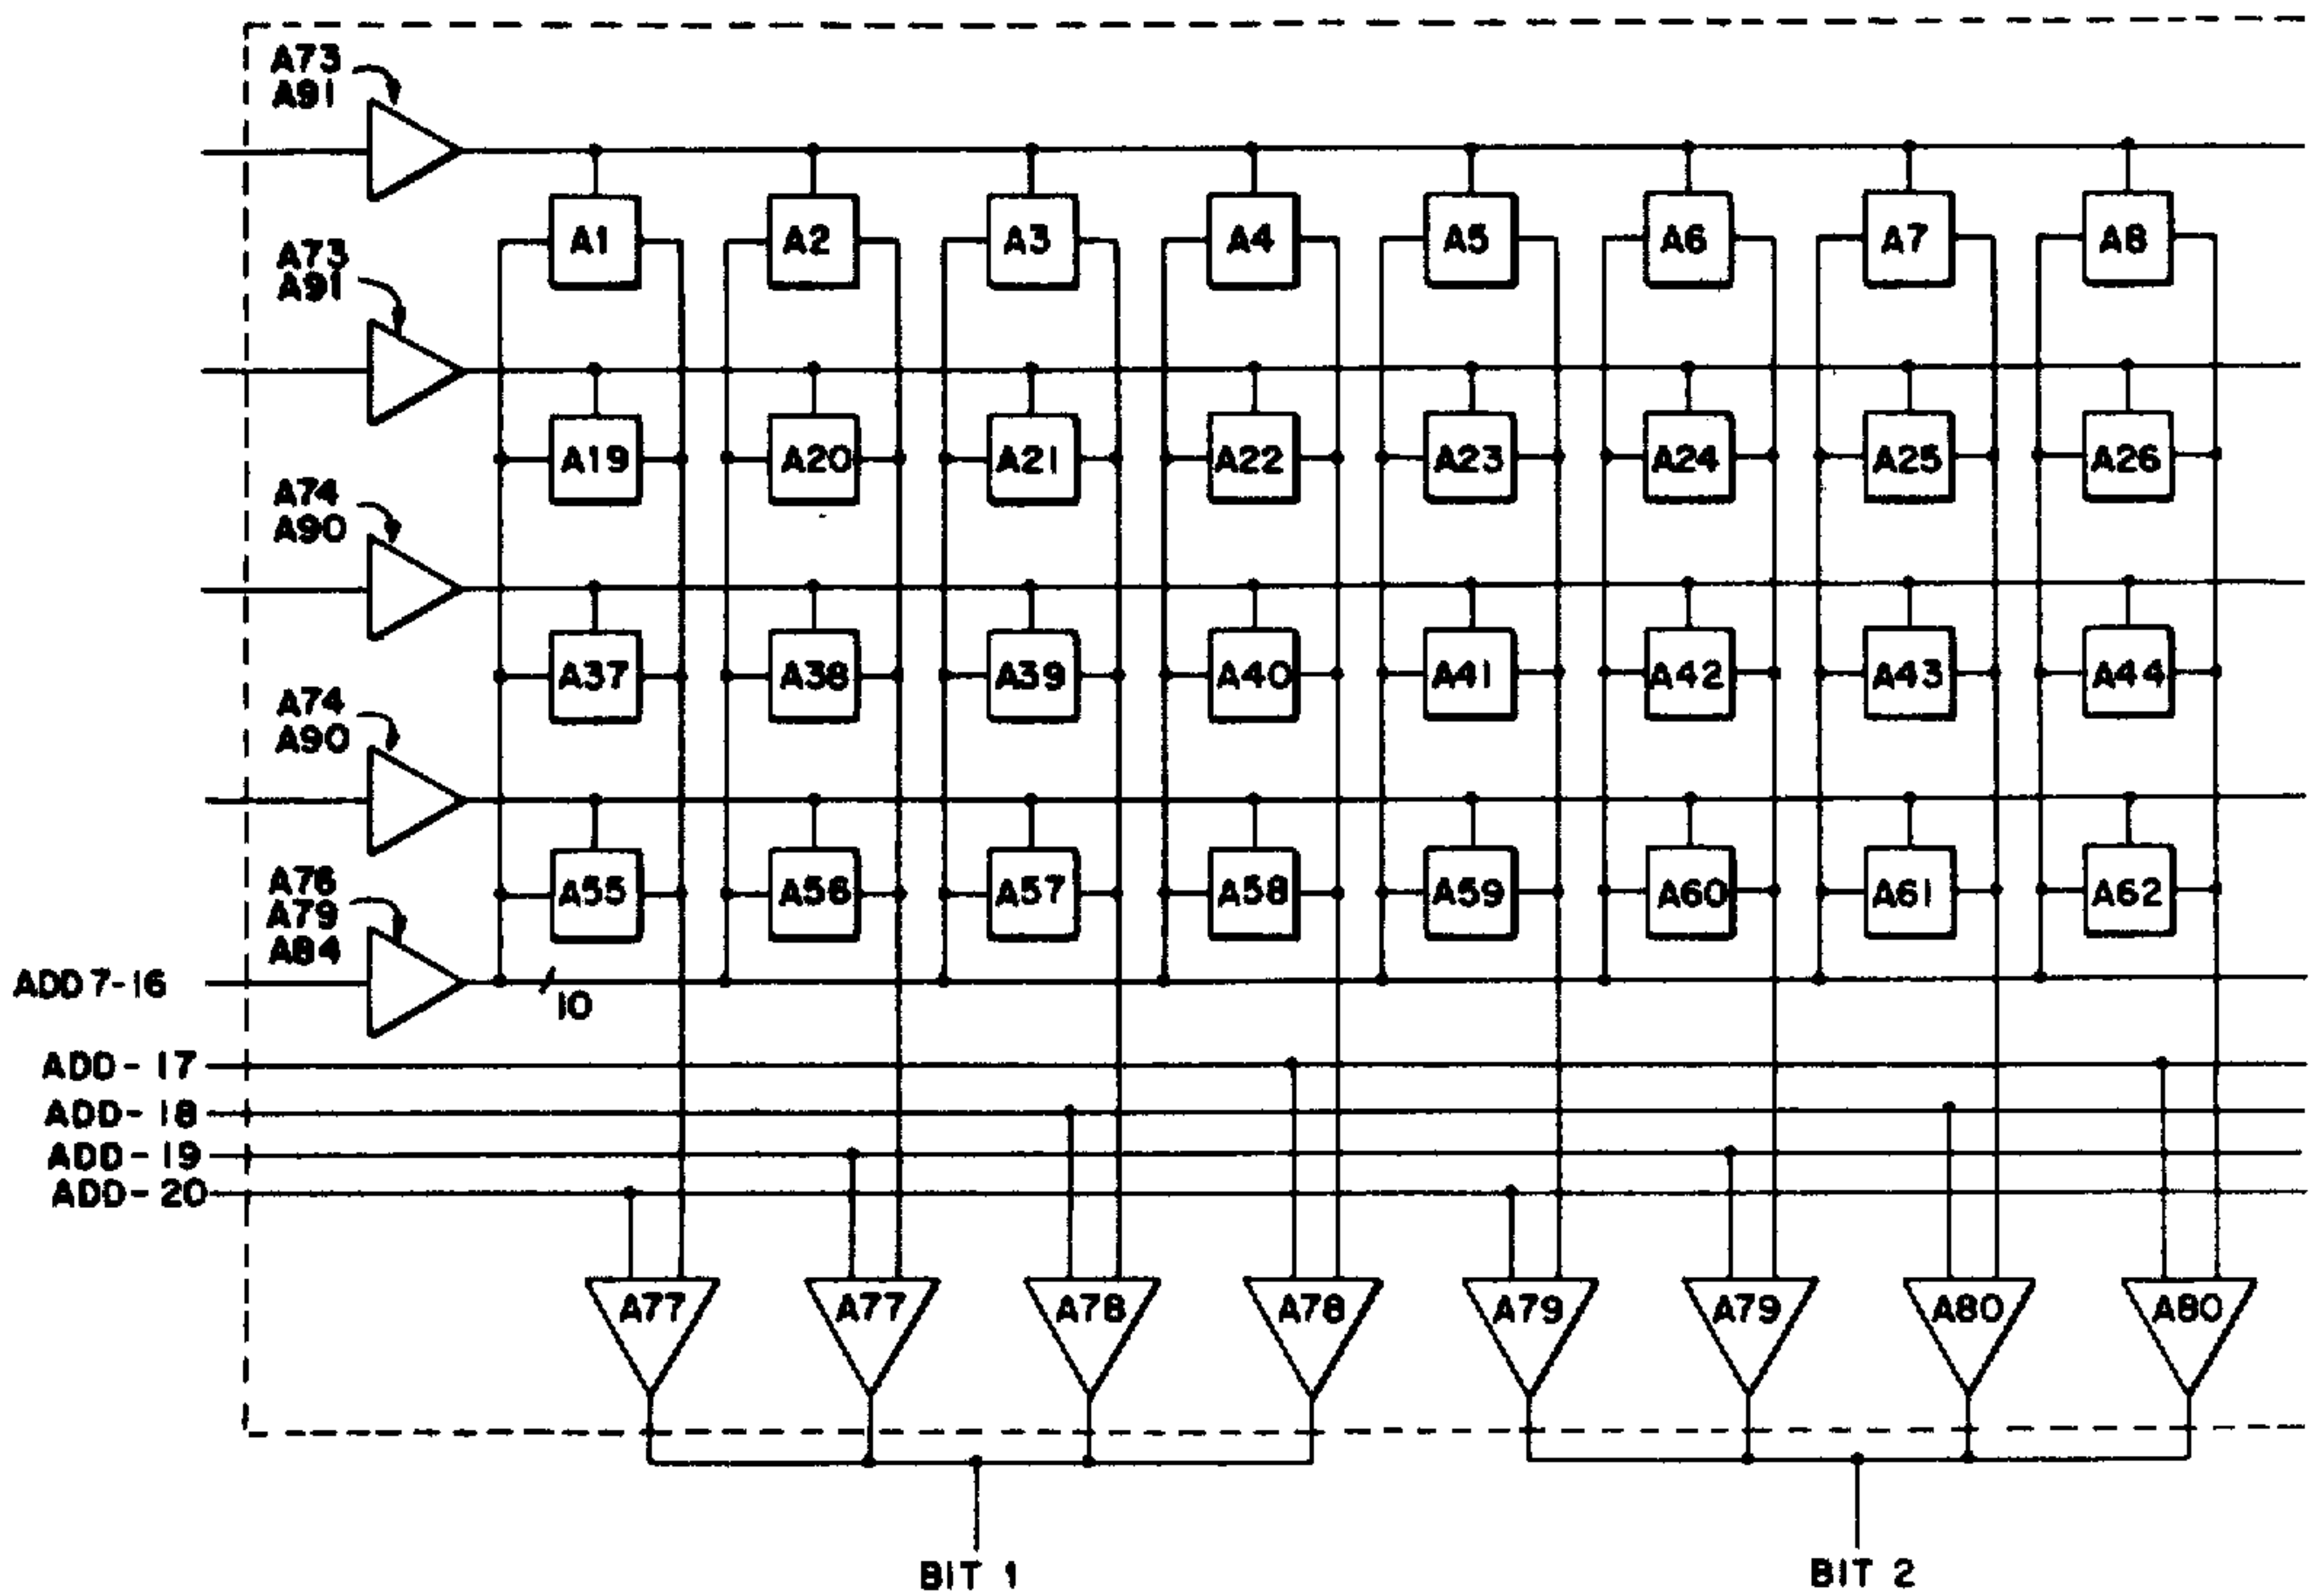 A73
A91
A1 A2 A3 A4 A5 A6 A7 A8
A73
A91
A19 A20 A21 A22 A23 A24 A25 A26
A74
A90
A37 A38 A39 A40 A41 A42 A43 A44
A74
A90
A55 A56 A57 A58 A59 A60 A61 A62
A76
A79
A84
ADD 7-16
10
ADD-17
ADD-18
ADD-19
ADD-20
A77 A77 A78 A78 A79 A79 A80 A80
BIT 1 BIT 2